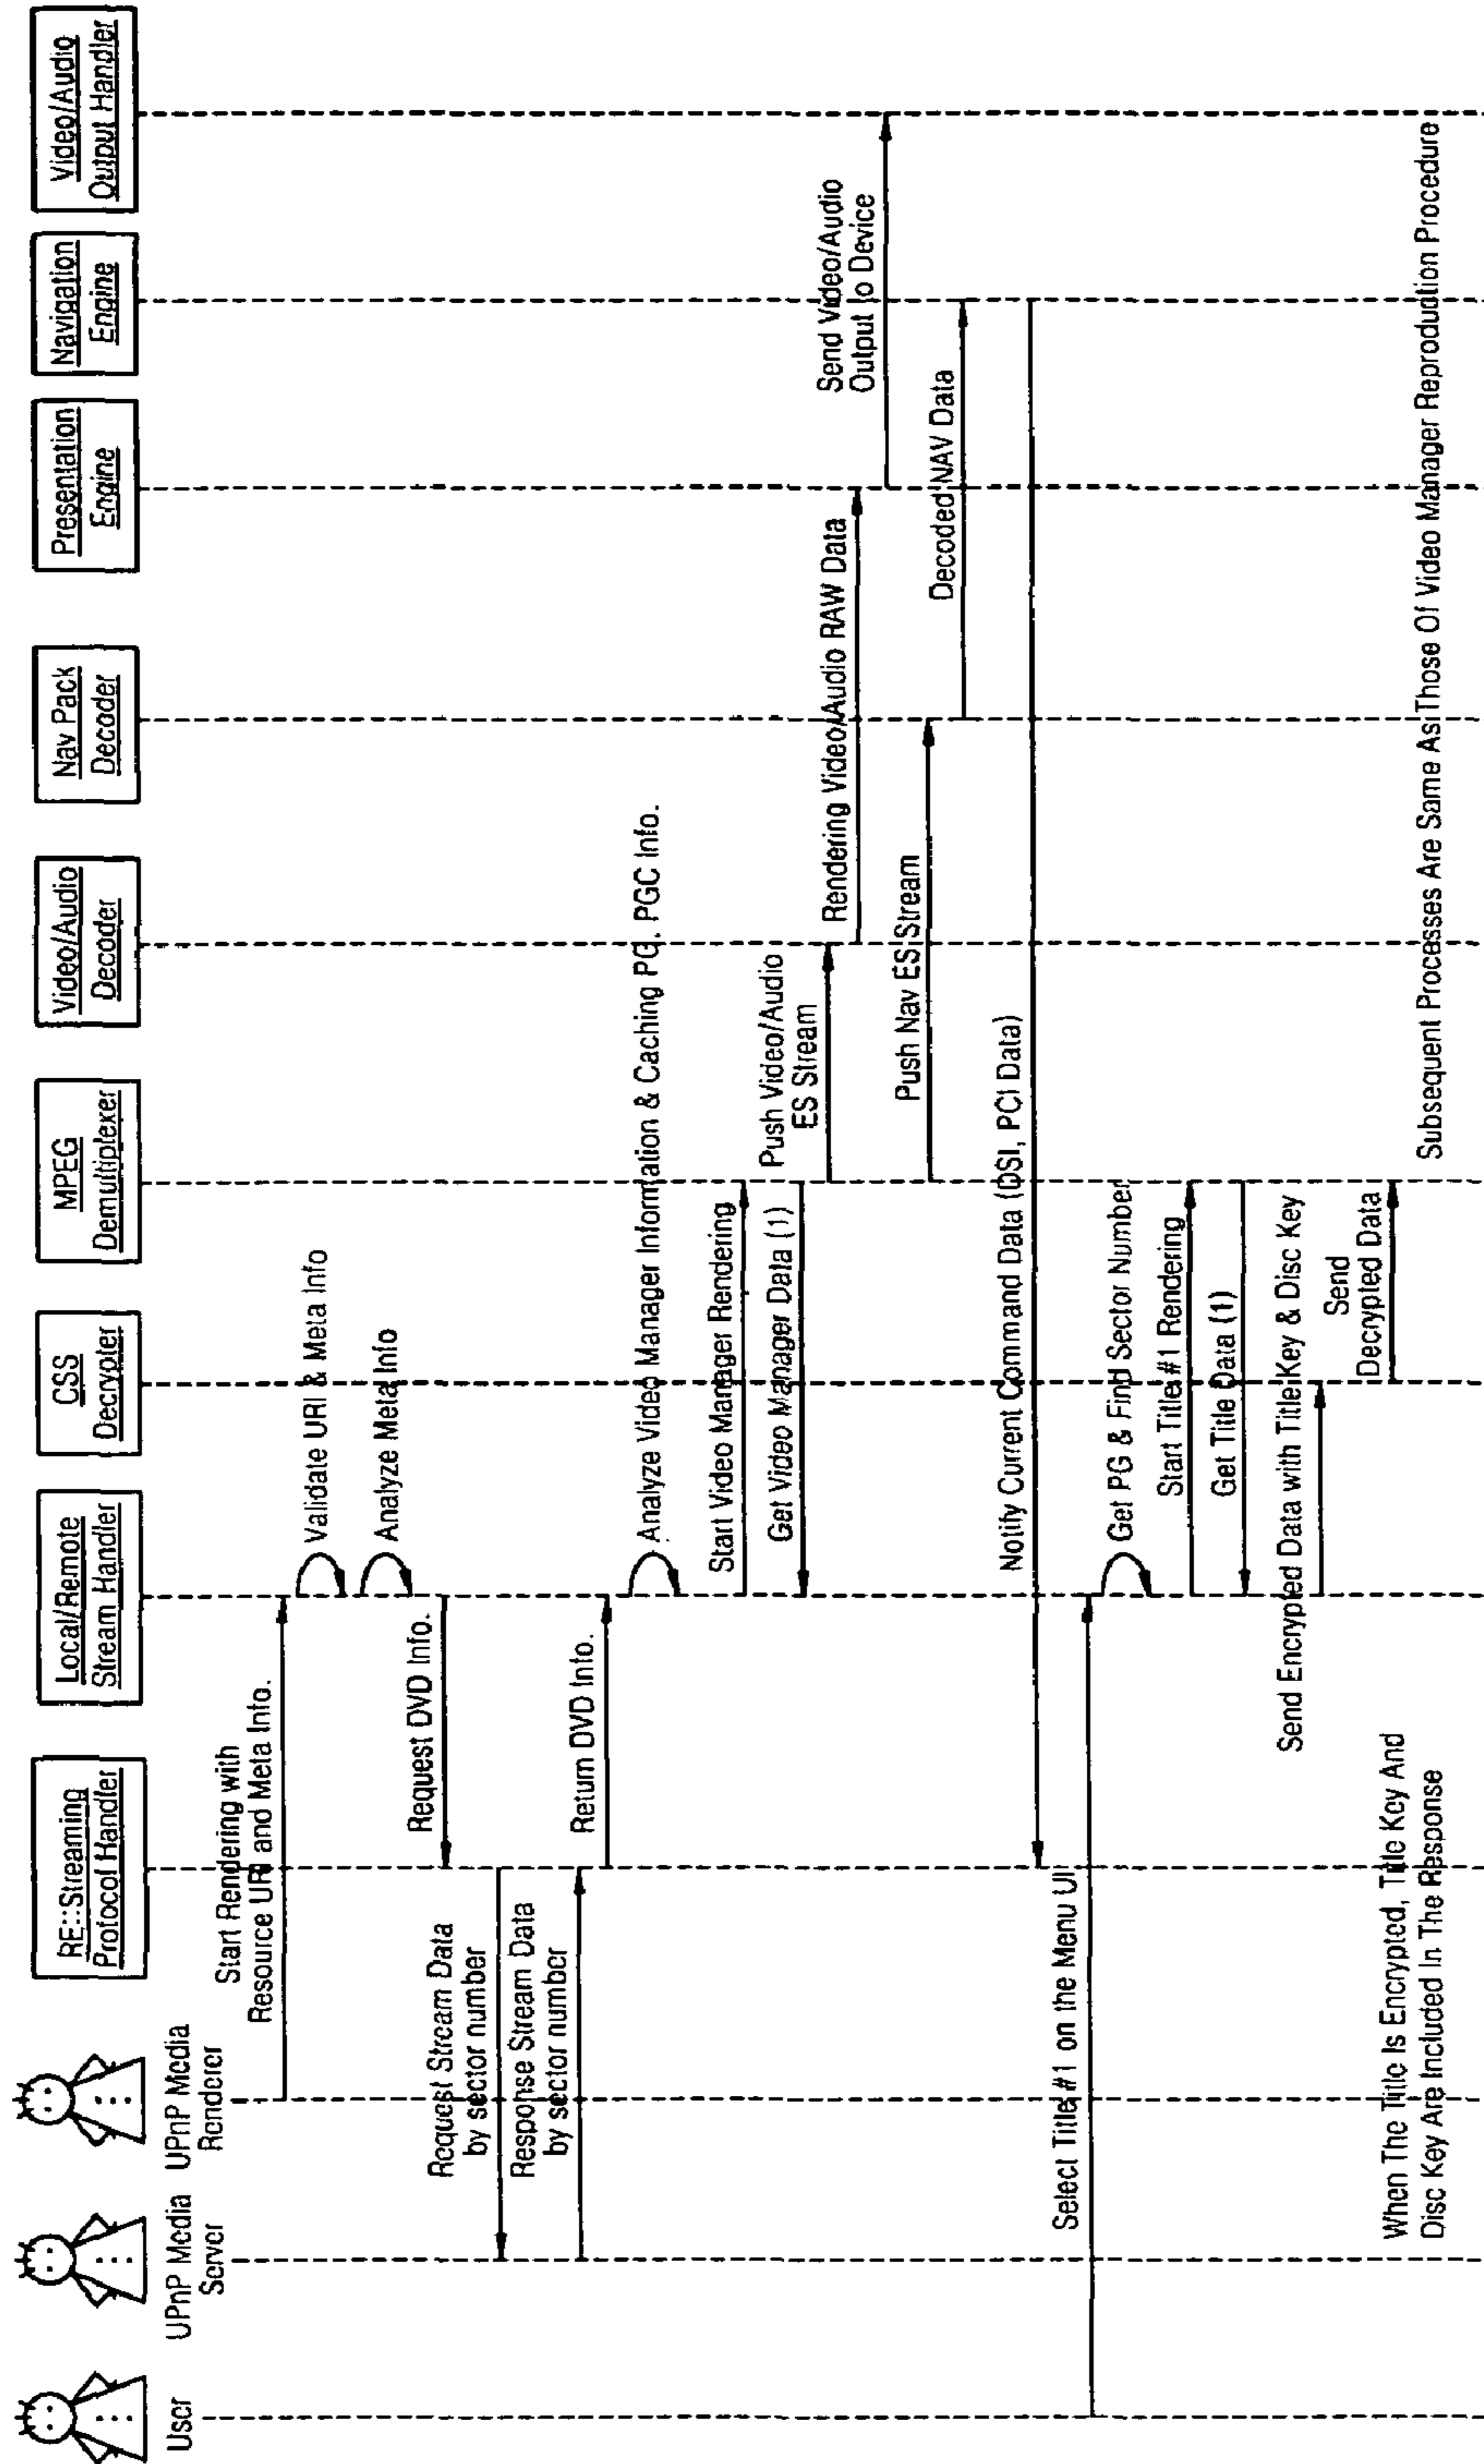 User
UPnP Media
Server
UPnP Media
Renderer
RE::Streaming
Protocol Handler
Local/Remote
Stream Handler
CSS
Decrypter
MPEG
Demultiplexer
Video/Audio
Decoder
Nav Pack
Decoder
Presentation
Engine
Navigation
Engine
Video/Audio
Output Handler
Start Rendering with
Resource URI and Meta Info.
Validate URI & Meta Info
Analyze Meta Info
Request DVD Info.
Request Stream Data
by sector number
Response Stream Data
by sector number
Return DVD Info.
Analyze Video Manager Information & Caching PG, PGC Info.
Start Video Manager Rendering
Get Video Manager Data (1)
Push Video/Audio
ES Stream
Rendering Video/Audio RAW Data
Send Video/Audio
Output to Device
Push Nav ES Stream
Decoded NAV Data
Notify Current Command Data (DSI, PCI Data)
Select Title #1 on the Menu UI
Get PG & Find Sector Number
Start Title #1 Rendering
Get Title Data (1)
Send Encrypted Data with Title Key & Disc Key
Send
Decrypted Data
When The Title Is Encrypted, Title Key And
Disc Key Are Included In The Response
Subsequent Processes Are Same As Those Of Video Manager Reproduction Procedure